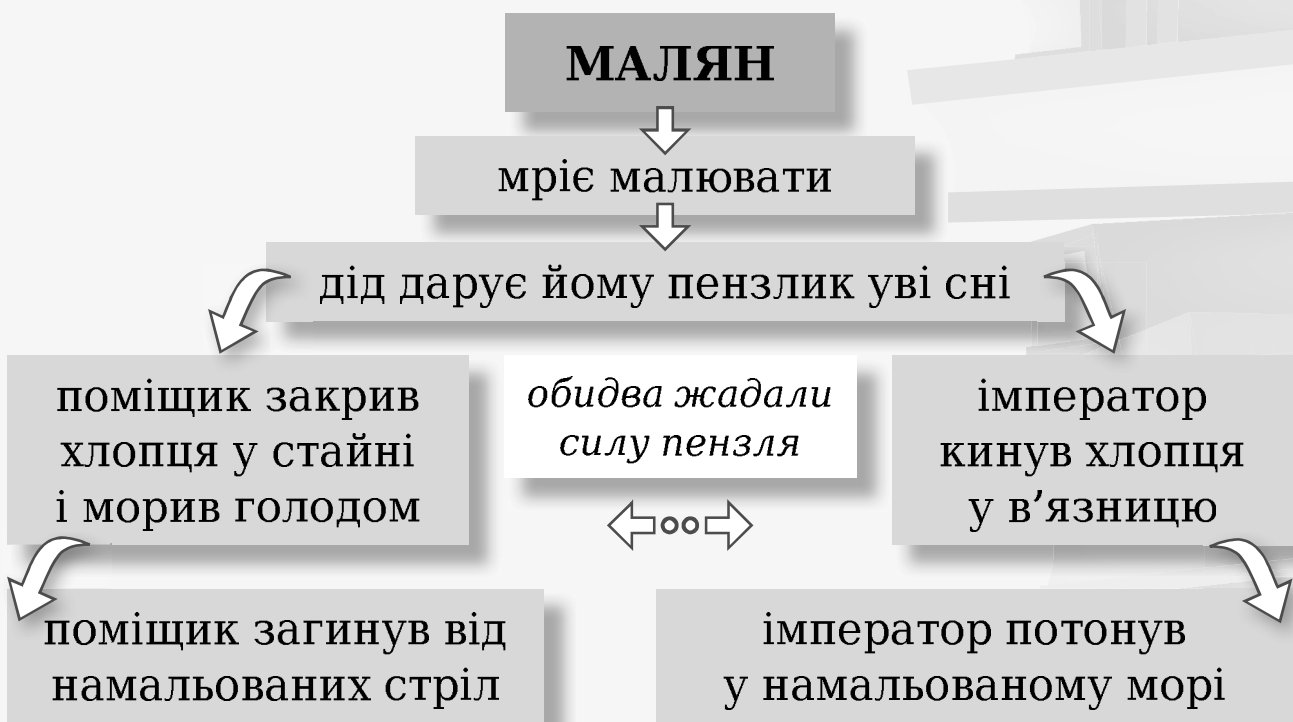 МАЛЯН
мріє малювати
дід дарує йому пензлик уві сні
поміщик закрив
хлопця у стайні
і морив голодом
обидва жадали
силу пензля
імператор
кинув хлопця
у в’язницю
поміщик загинув від
намальованих стріл
імператор потонув
у намальованому морі